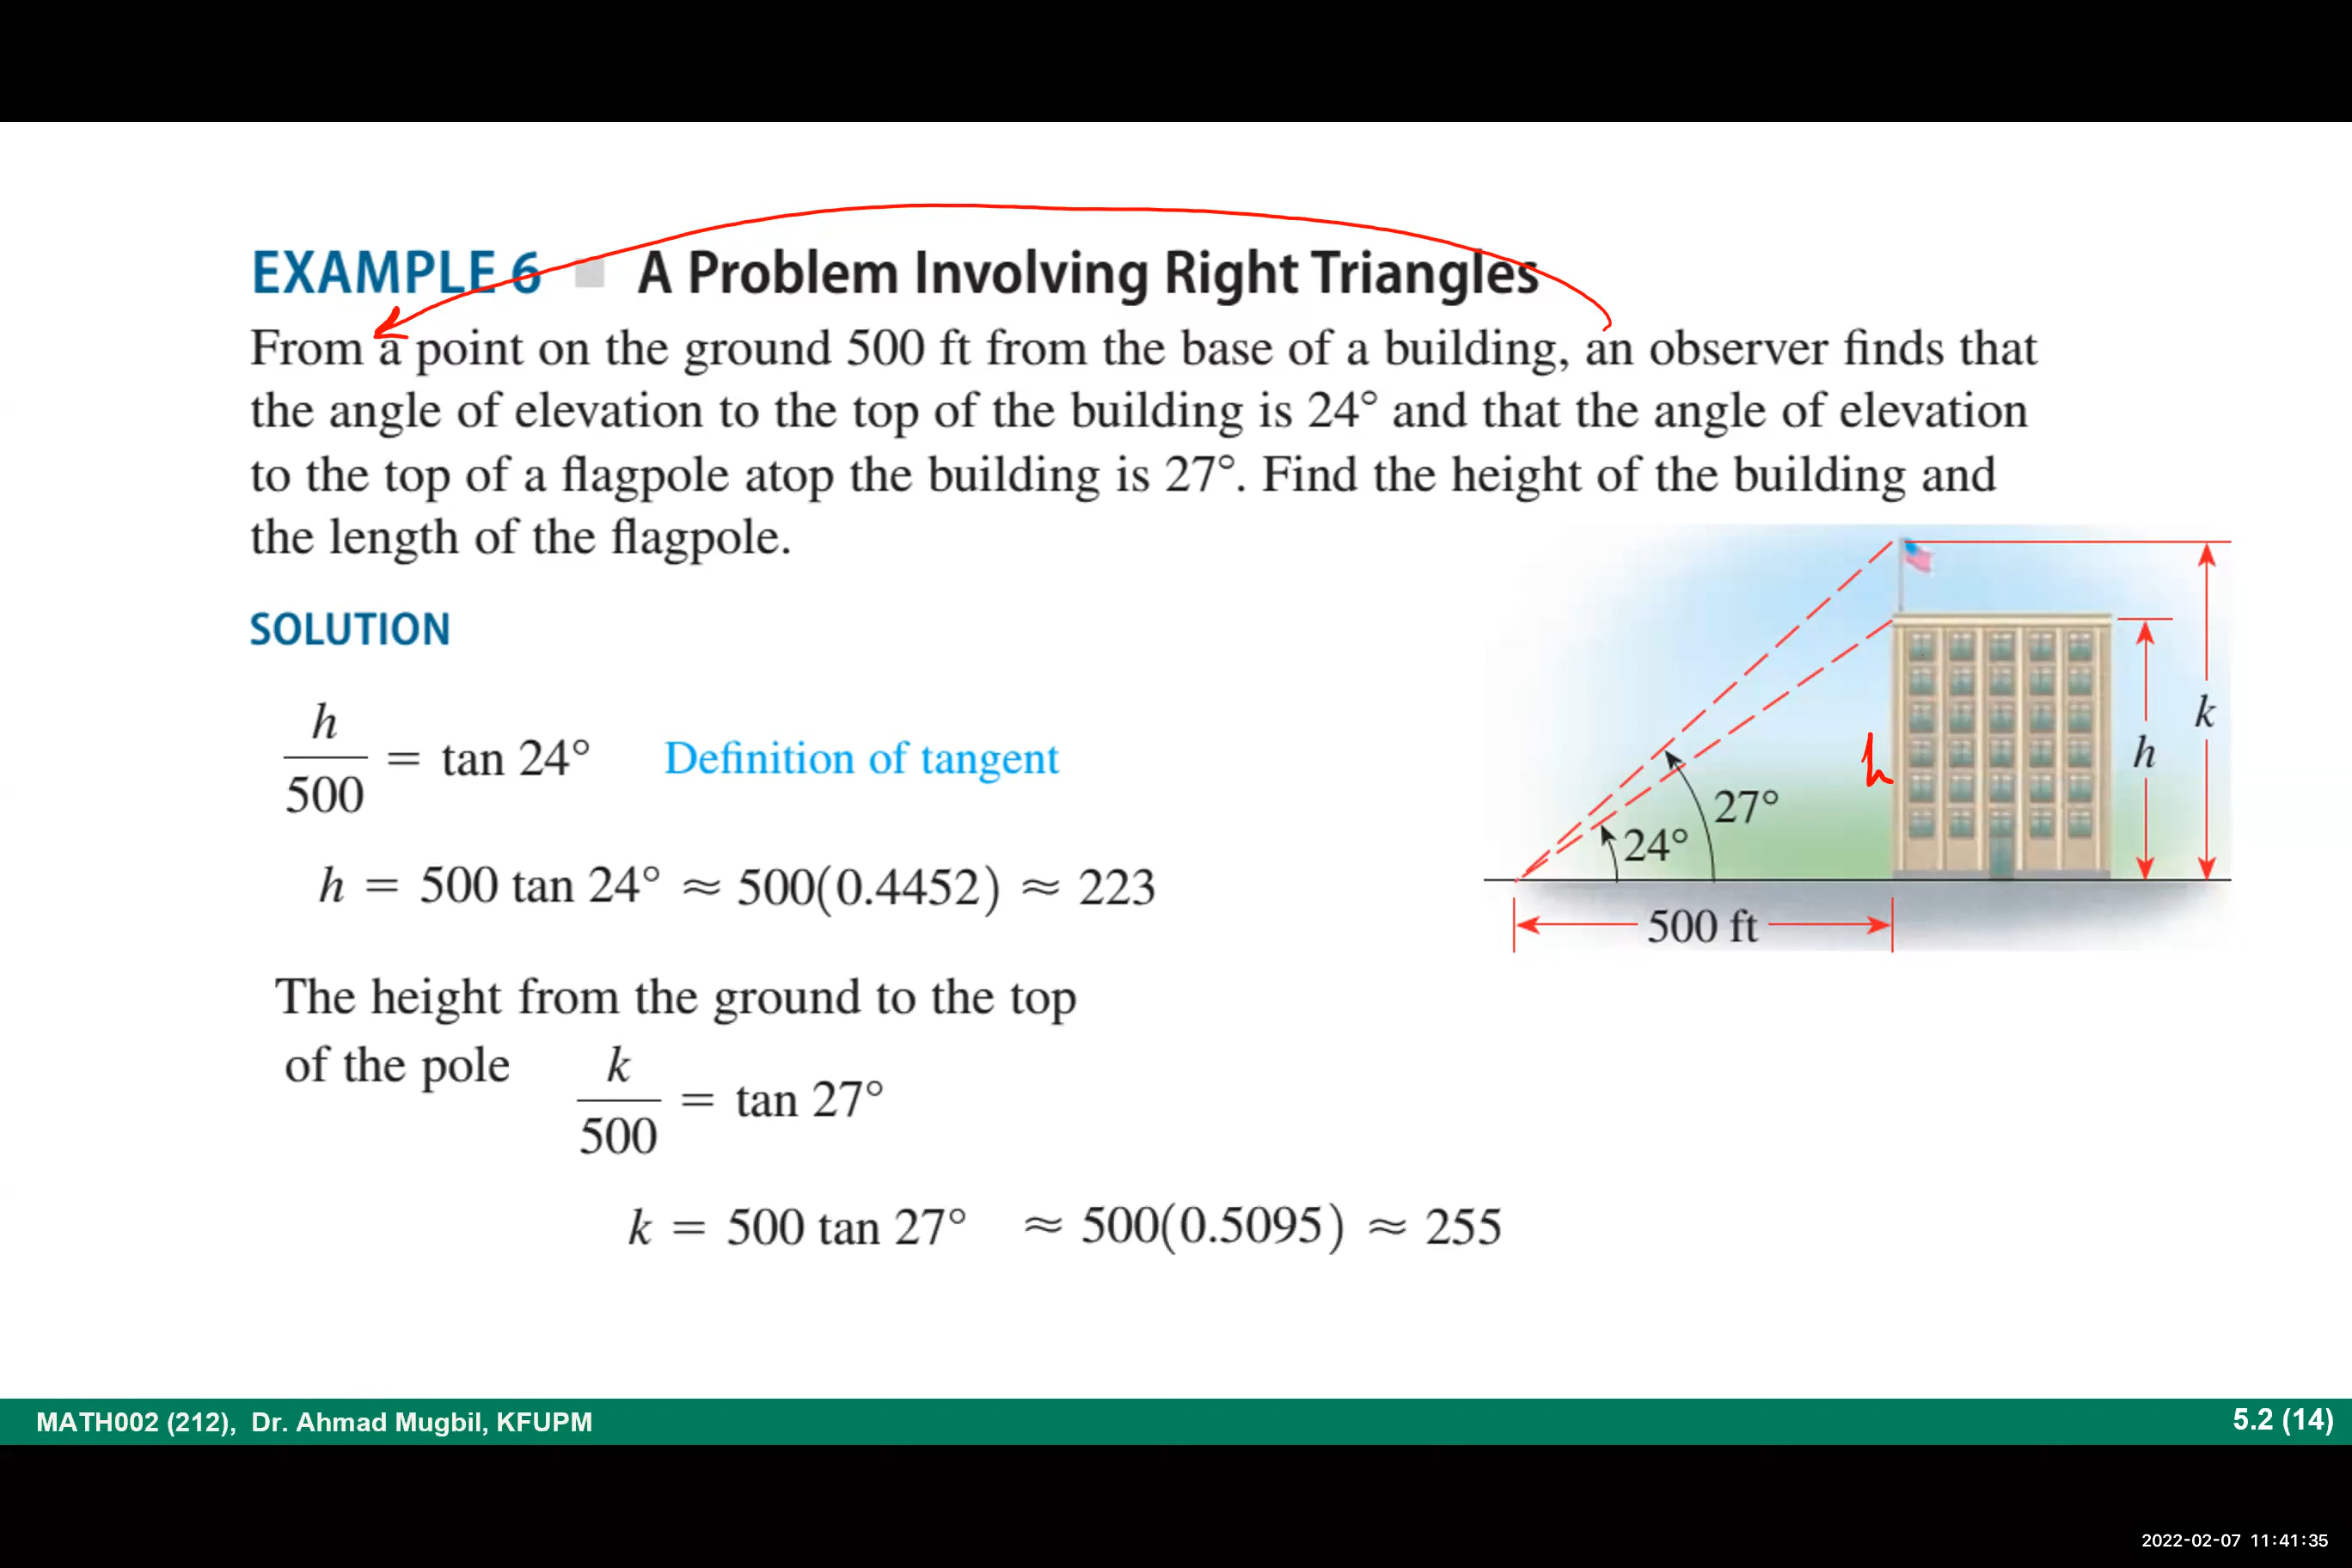 EXAMPLE 6 ■ A Problem Involving Right Triangles
From a point on the ground 500 ft from the base of a building, an observer finds that
the angle of elevation to the top of the building is 24° and that the angle of elevation
to the top of a flagpole atop the building is 27°. Find the height of the building and
the length of the flagpole.
SOLUTION
h/500 = tan 24° Definition of tangent
h = 500 tan 24° ≈ 500(0.4452) ≈ 223
The height from the ground to the top
of the pole k/500 = tan 27°
k = 500 tan 27° ≈ 500(0.5095) ≈ 255
k
h
h
27°
24°
500 ft
MATH002 (212), Dr. Ahmad Mugbil, KFUPM
5.2 (14)
2022-02-07 11:41:35